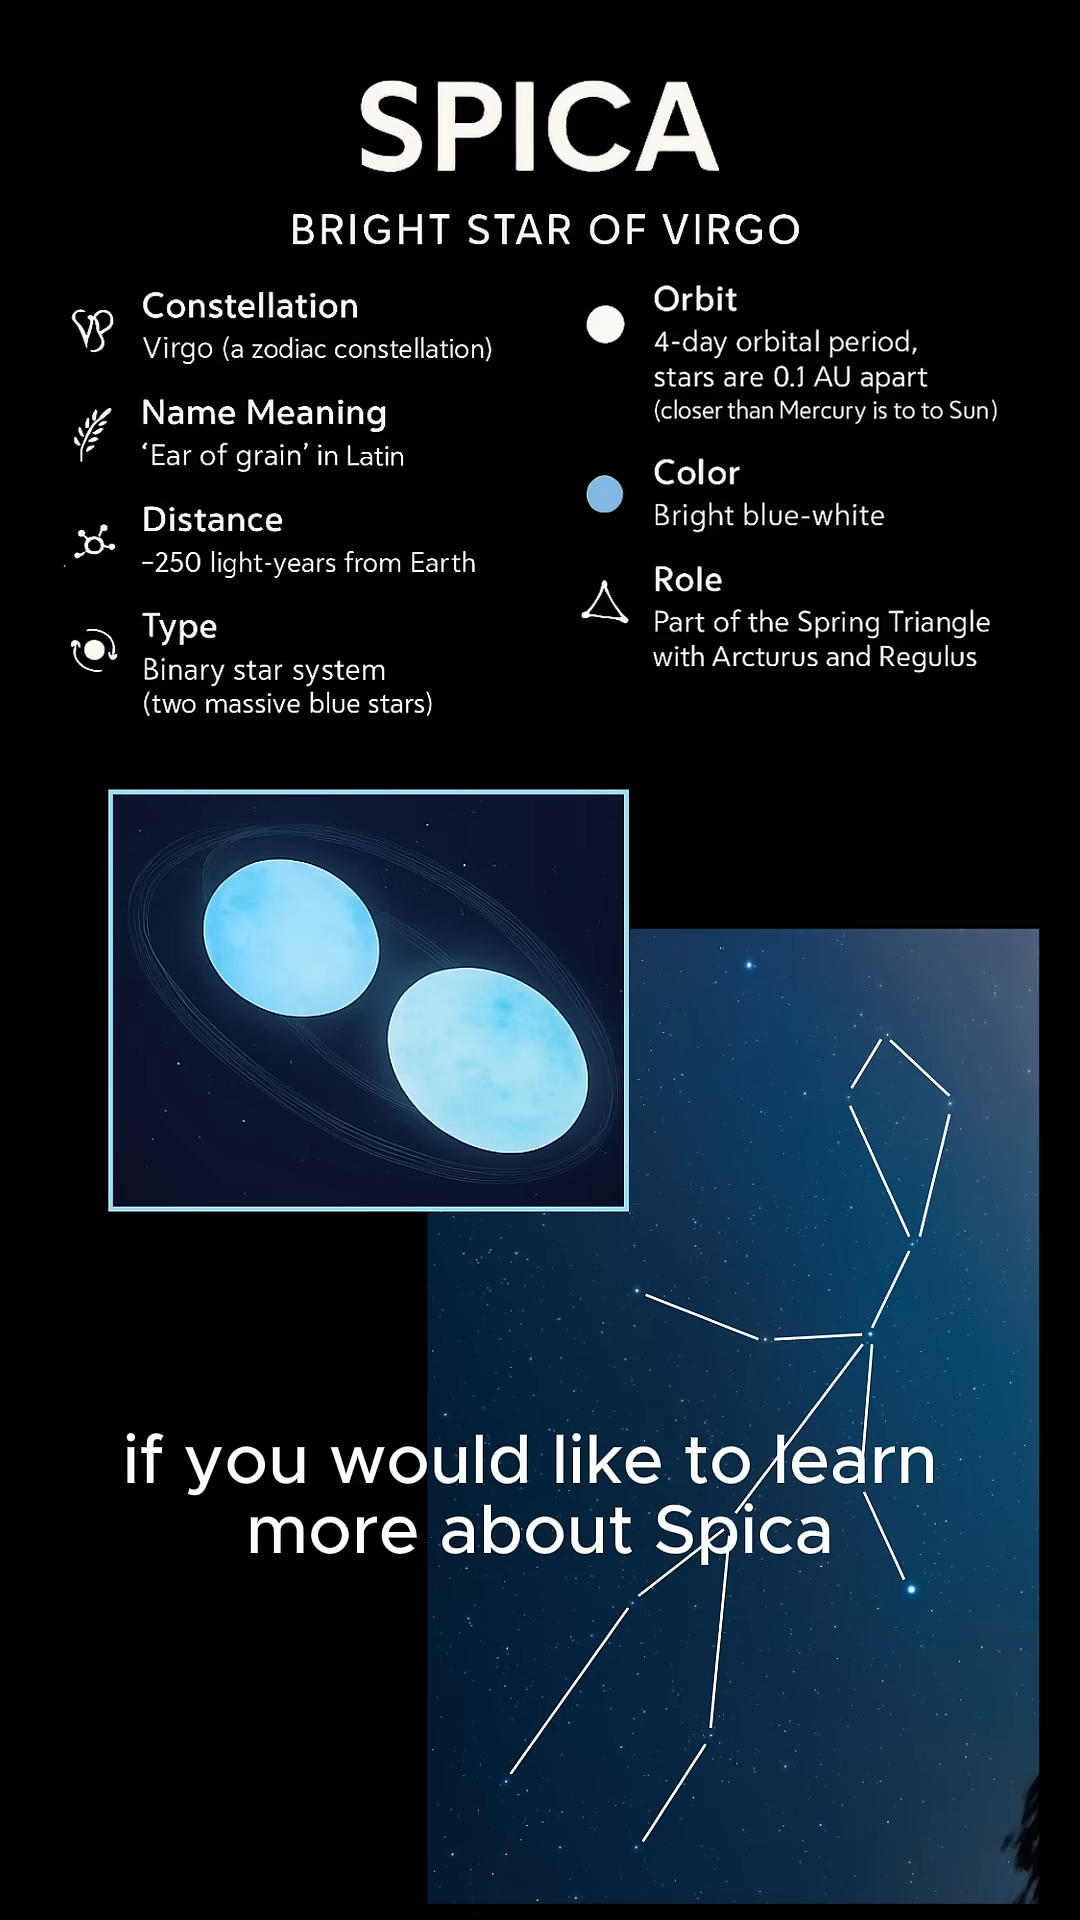 SPICA
BRIGHT STAR OF VIRGO
Constellation
Virgo (a zodiac constellation)
Name Meaning
‘Ear of grain’ in Latin
Distance
–250 light-years from Earth
Type
Binary star system
(two massive blue stars)
Orbit
4-day orbital period,
stars are 0.1 AU apart
(closer than Mercury is to to Sun)
Color
Bright blue-white
Role
Part of the Spring Triangle
with Arcturus and Regulus
if you would like to learn
more about Spica